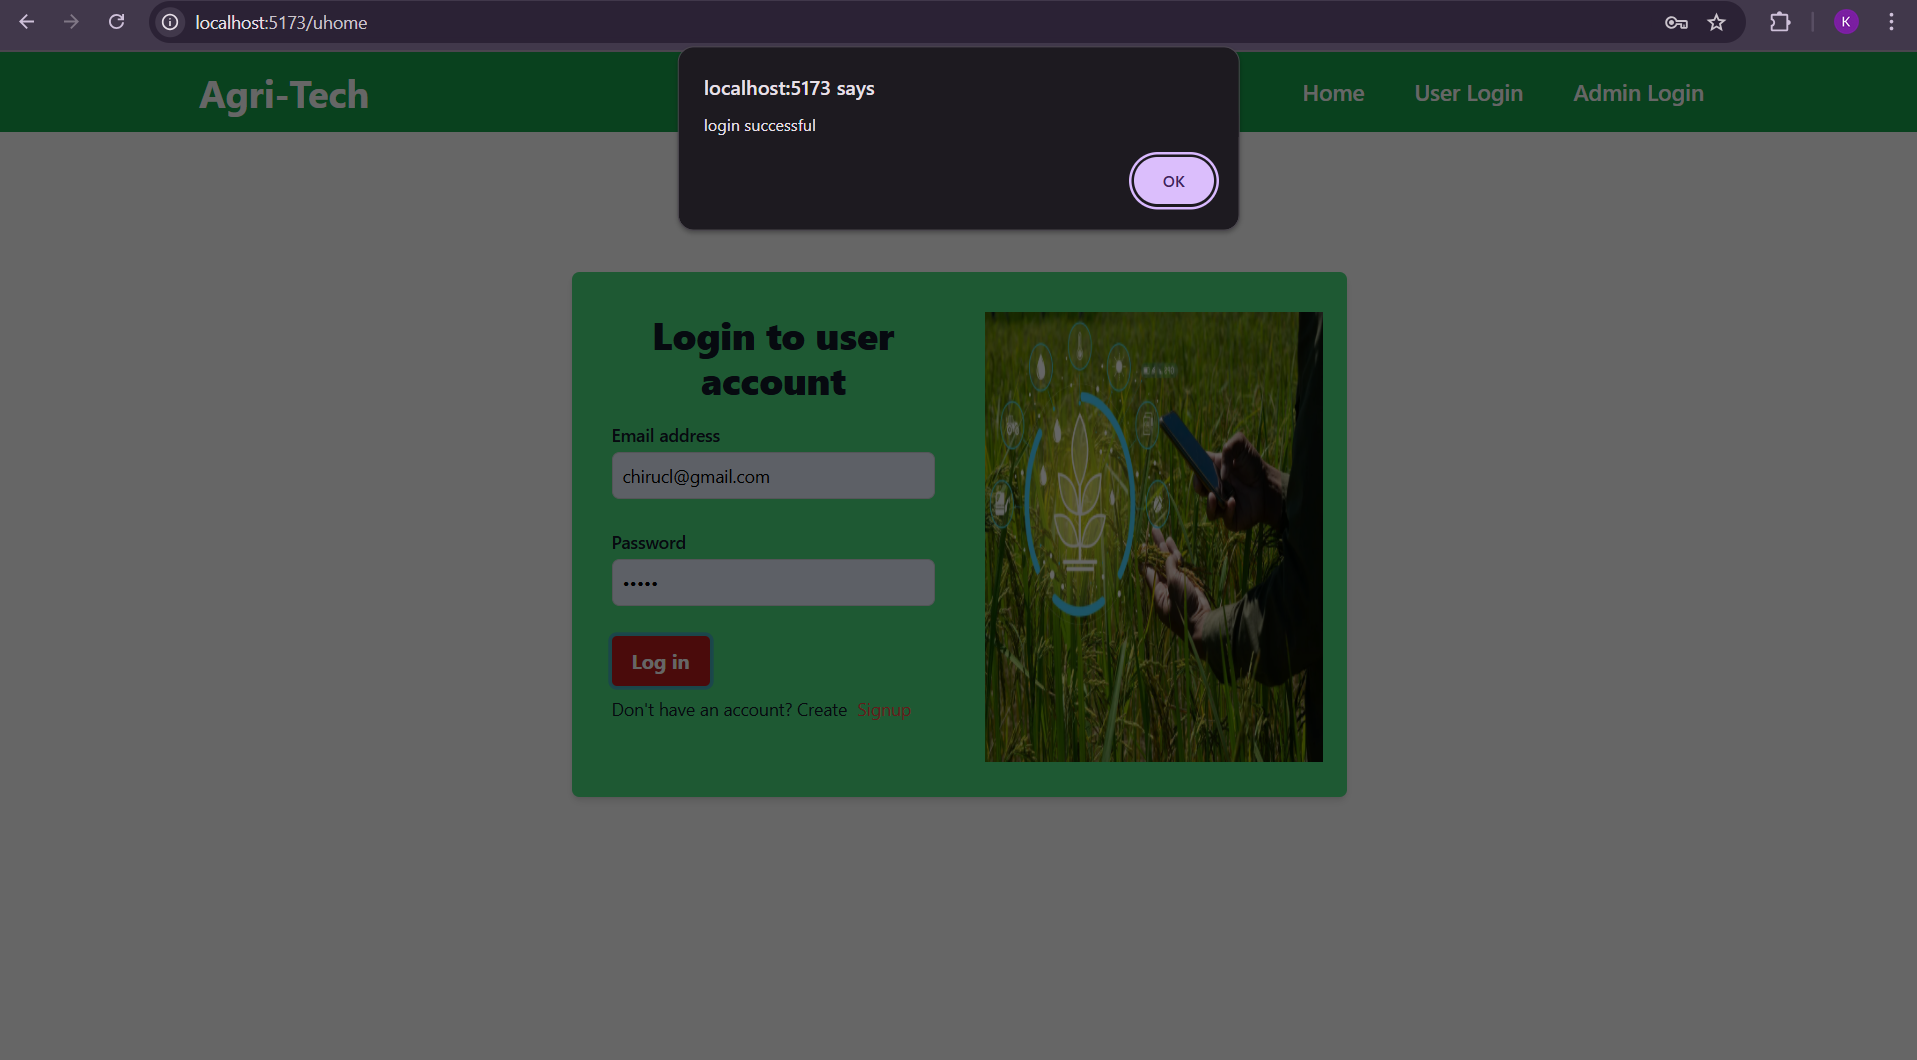 localhost:5173/uhome
K
Agri-Tech
Home
User Login
Admin Login
localhost:5173 says
login successful
OK
Login to user
account
Email address
chirucl@gmail.com
Password
•••••
Log in
Don't have an account? Create Signup